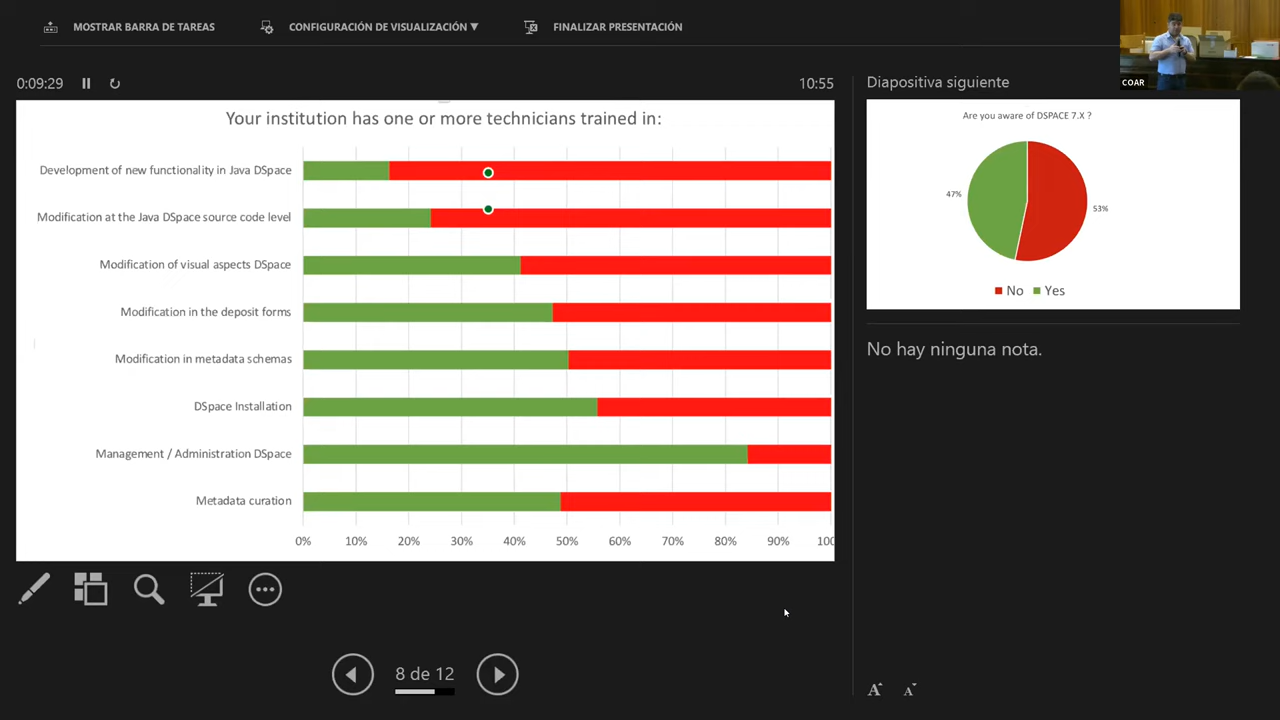 MOSTRAR BARRA DE TAREAS
CONFIGURACIÓN DE VISUALIZACIÓN ▼
FINALIZAR PRESENTACIÓN
COAR
0:09:29
10:55
Diapositiva siguiente
Your institution has one or more technicians trained in:
Development of new functionality in Java DSpace
Modification at the Java DSpace source code level
Modification of visual aspects DSpace
Modification in the deposit forms
Modification in metadata schemas
DSpace Installation
Management / Administration DSpace
Metadata curation
0% 10% 20% 30% 40% 50% 60% 70% 80% 90% 100
Are you aware of DSPACE 7.X ?
47%
53%
No Yes
No hay ninguna nota.
8 de 12
A A